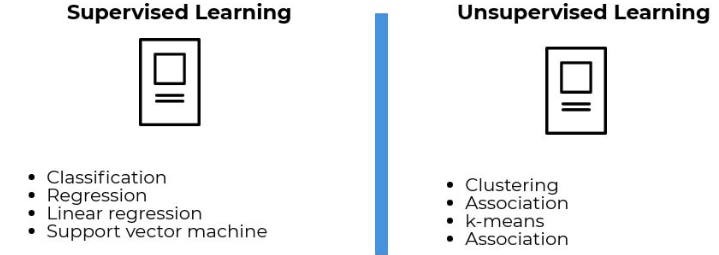 Supervised Learning
Classification
Regression
Linear regression
Support vector machine
Unsupervised Learning
Clustering
Association
k-means
Association